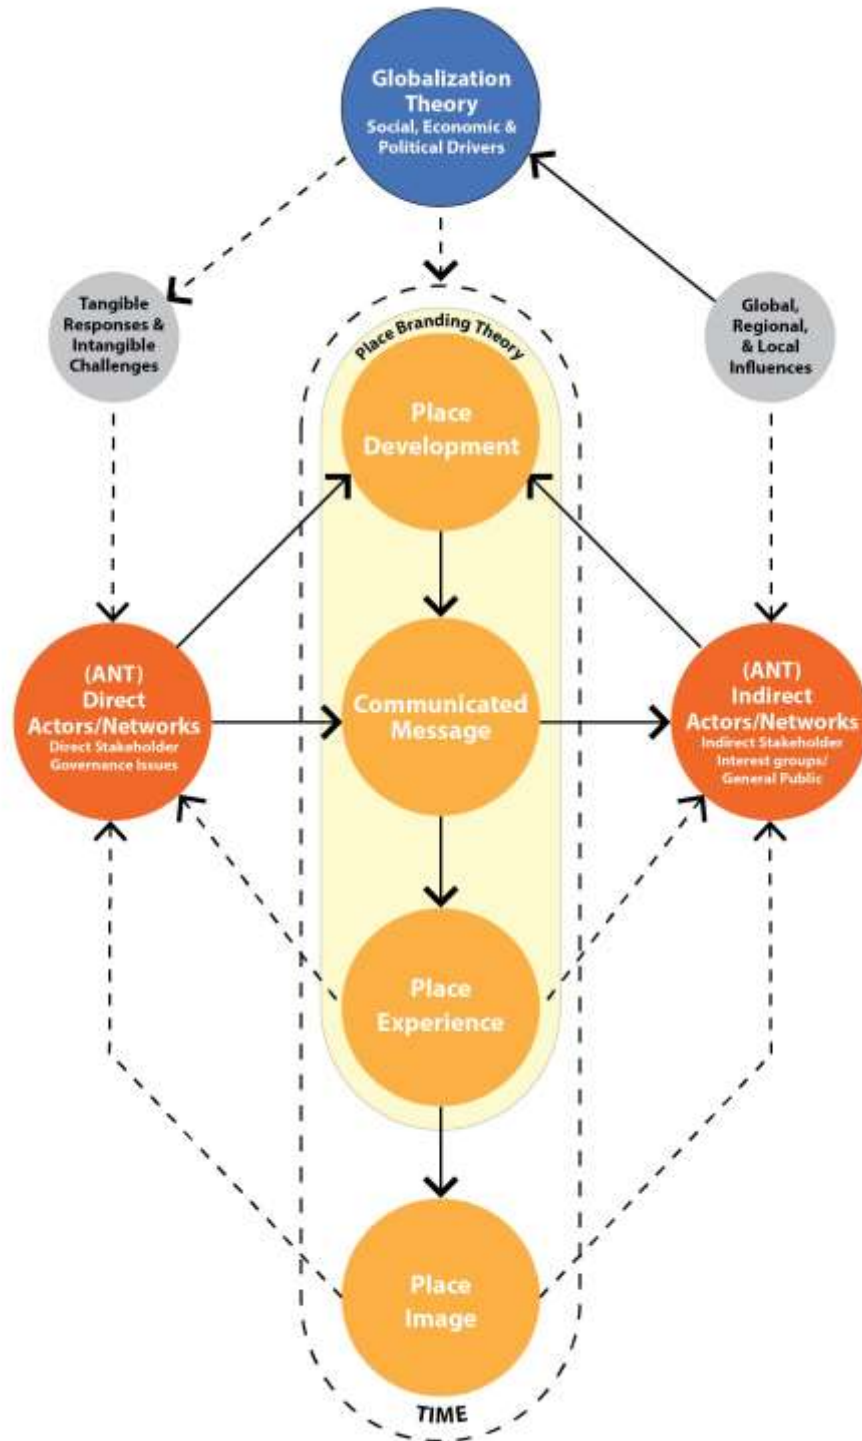 Globalization
Theory
Social, Economic &
Political Drivers
Tangible
Responses &
Intangible
Challenges
Global,
Regional,
& Local
Influences
Place Branding Theory
Place
Development
(ANT)
Direct
Actors/Networks
Direct Stakeholder
Governance Issues
Communicated
Message
(ANT)
Indirect
Actors/Networks
Indirect Stakeholder
Interest groups/
General Public
Place
Experience
Place
Image
TIME